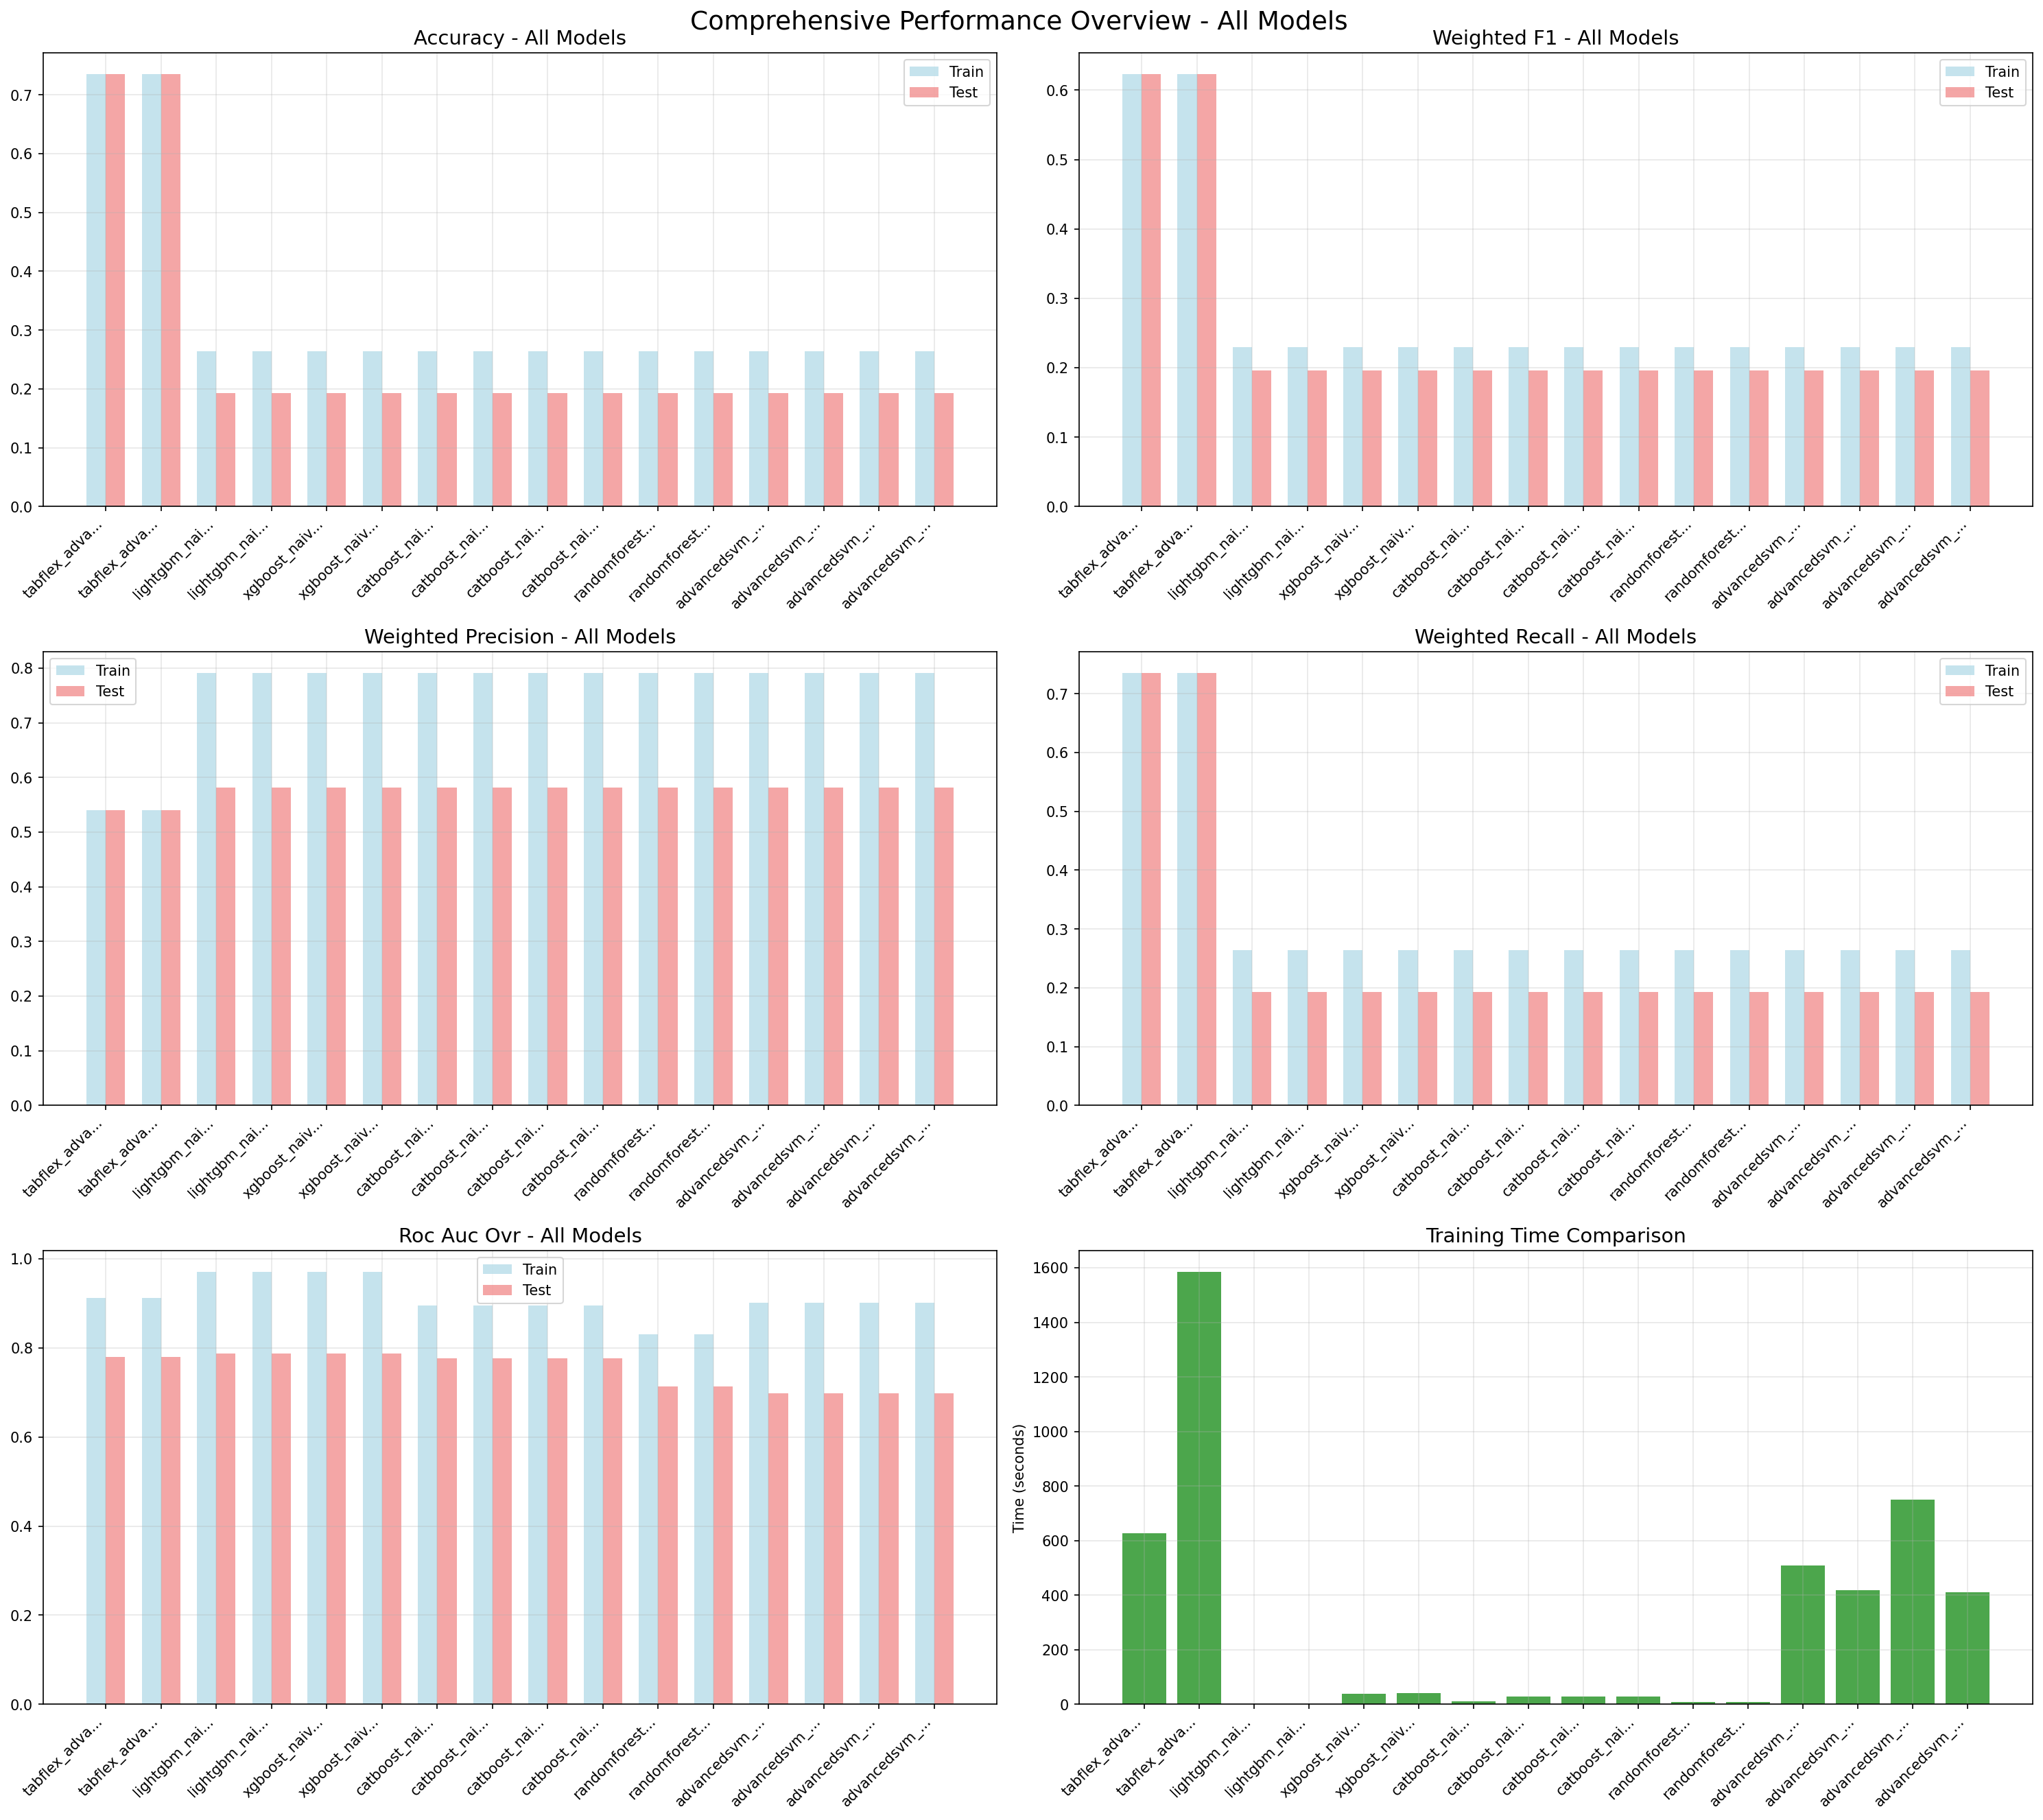 Comprehensive Performance Overview - All Models
Accuracy - All Models
0.7
0.6
0.5
0.4
0.3
0.2
0.1
0.0
Train
Test
tabflex_adva...
tabflex_adva...
lightgbm_nai...
lightgbm_nai...
xgboost_naiv...
xgboost_naiv...
catboost_nai...
catboost_nai...
catboost_nai...
catboost_nai...
randomforest...
randomforest...
advancedsvm_...
advancedsvm_...
advancedsvm_...
advancedsvm_...
Weighted F1 - All Models
0.6
0.5
0.4
0.3
0.2
0.1
0.0
Train
Test
tabflex_adva...
tabflex_adva...
lightgbm_nai...
lightgbm_nai...
xgboost_naiv...
xgboost_naiv...
catboost_nai...
catboost_nai...
catboost_nai...
catboost_nai...
randomforest...
randomforest...
advancedsvm_...
advancedsvm_...
advancedsvm_...
advancedsvm_...
Weighted Precision - All Models
0.8
0.7
0.6
0.5
0.4
0.3
0.2
0.1
0.0
Train
Test
tabflex_adva...
tabflex_adva...
lightgbm_nai...
lightgbm_nai...
xgboost_naiv...
xgboost_naiv...
catboost_nai...
catboost_nai...
catboost_nai...
catboost_nai...
randomforest...
randomforest...
advancedsvm_...
advancedsvm_...
advancedsvm_...
advancedsvm_...
Weighted Recall - All Models
0.7
0.6
0.5
0.4
0.3
0.2
0.1
0.0
Train
Test
tabflex_adva...
tabflex_adva...
lightgbm_nai...
lightgbm_nai...
xgboost_naiv...
xgboost_naiv...
catboost_nai...
catboost_nai...
catboost_nai...
catboost_nai...
randomforest...
randomforest...
advancedsvm_...
advancedsvm_...
advancedsvm_...
advancedsvm_...
Roc Auc Ovr - All Models
1.0
0.8
0.6
0.4
0.2
0.0
Train
Test
tabflex_adva...
tabflex_adva...
lightgbm_nai...
lightgbm_nai...
xgboost_naiv...
xgboost_naiv...
catboost_nai...
catboost_nai...
catboost_nai...
catboost_nai...
randomforest...
randomforest...
advancedsvm_...
advancedsvm_...
advancedsvm_...
advancedsvm_...
Training Time Comparison
Time (seconds)
1600
1400
1200
1000
800
600
400
200
0
tabflex_adva...
tabflex_adva...
lightgbm_nai...
lightgbm_nai...
xgboost_naiv...
xgboost_naiv...
catboost_nai...
catboost_nai...
catboost_nai...
catboost_nai...
randomforest...
randomforest...
advancedsvm_...
advancedsvm_...
advancedsvm_...
advancedsvm_...